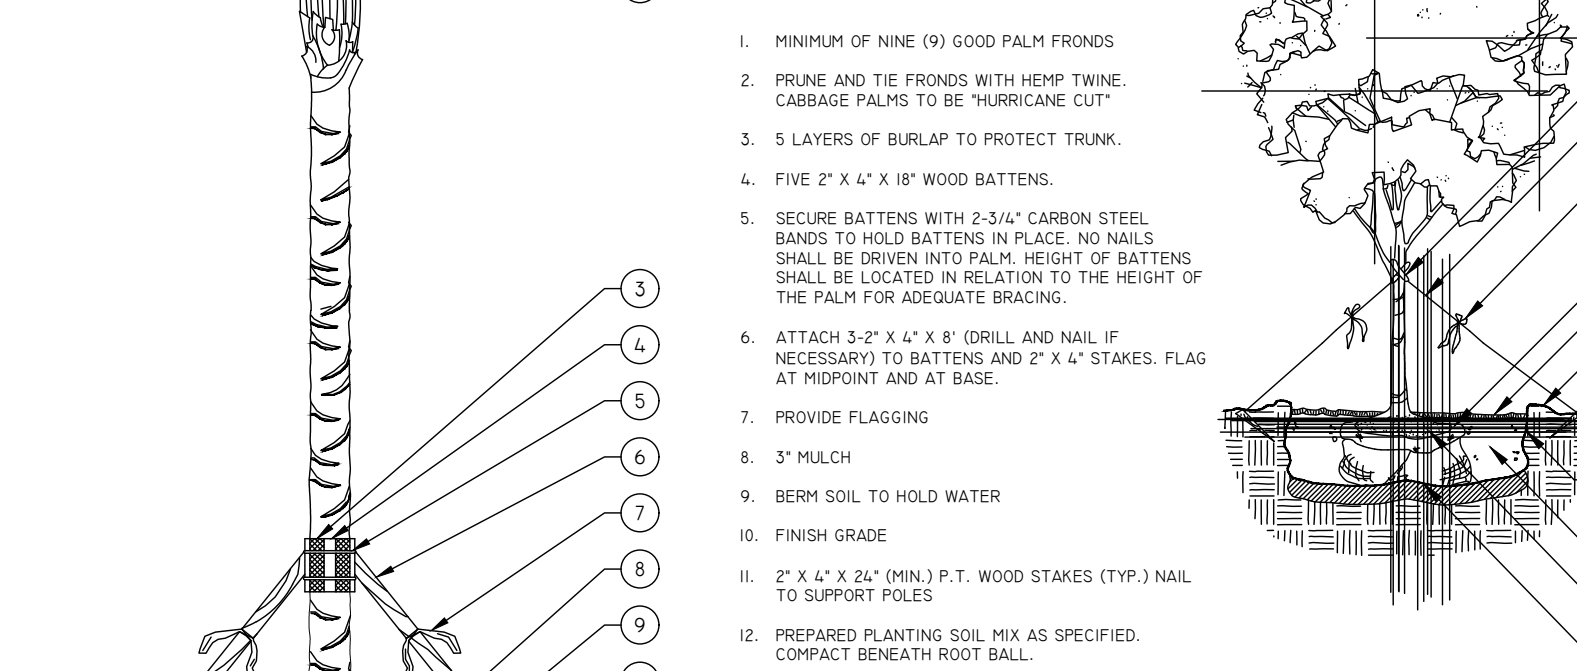 1. MINIMUM OF NINE (9) GOOD PALM FRONDS
2. PRUNE AND TIE FRONDS WITH HEMP TWINE.
CABBAGE PALMS TO BE "HURRICANE CUT"
3. 5 LAYERS OF BURLAP TO PROTECT TRUNK.
4. FIVE 2" X 4" X 18" WOOD BATTENS.
5. SECURE BATTENS WITH 2-3/4" CARBON STEEL
BANDS TO HOLD BATTENS IN PLACE. NO NAILS
SHALL BE DRIVEN INTO PALM. HEIGHT OF BATTENS
SHALL BE LOCATED IN RELATION TO THE HEIGHT OF
THE PALM FOR ADEQUATE BRACING.
6. ATTACH 3-2" X 4" X 8' (DRILL AND NAIL IF
NECESSARY) TO BATTENS AND 2" X 4" STAKES. FLAG
AT MIDPOINT AND AT BASE.
7. PROVIDE FLAGGING
8. 3" MULCH
9. BERM SOIL TO HOLD WATER
10. FINISH GRADE
11. 2" X 4" X 24" (MIN.) P.T. WOOD STAKES (TYP.) NAIL
TO SUPPORT POLES
12. PREPARED PLANTING SOIL MIX AS SPECIFIED.
COMPACT BENEATH ROOT BALL.
3
4
5
6
7
8
9